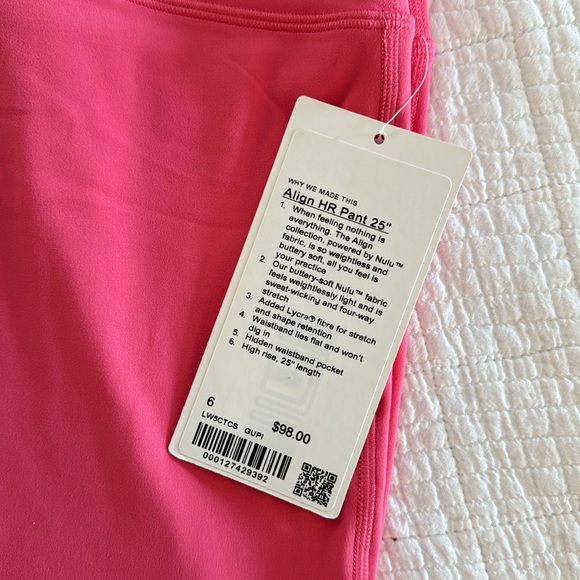 WHY WE MADE THIS
Align HR Pant 25"
1. When feeling nothing is
everything. The Align
collection, powered by Nulu™
fabric, is so weightless and
buttery soft, all you feel is
your practice
2. Our buttery-soft Nulu™ fabric
feels weightlessly light and is
sweat-wicking and four-way
stretch
3. Added Lycra® fibre for stretch
and shape retention
4. Waistband lies flat and won't
dig in
5. Hidden waistband pocket
6. High rise, 25" length
6 $98.00
LW5CTCS GUPI
000127429392